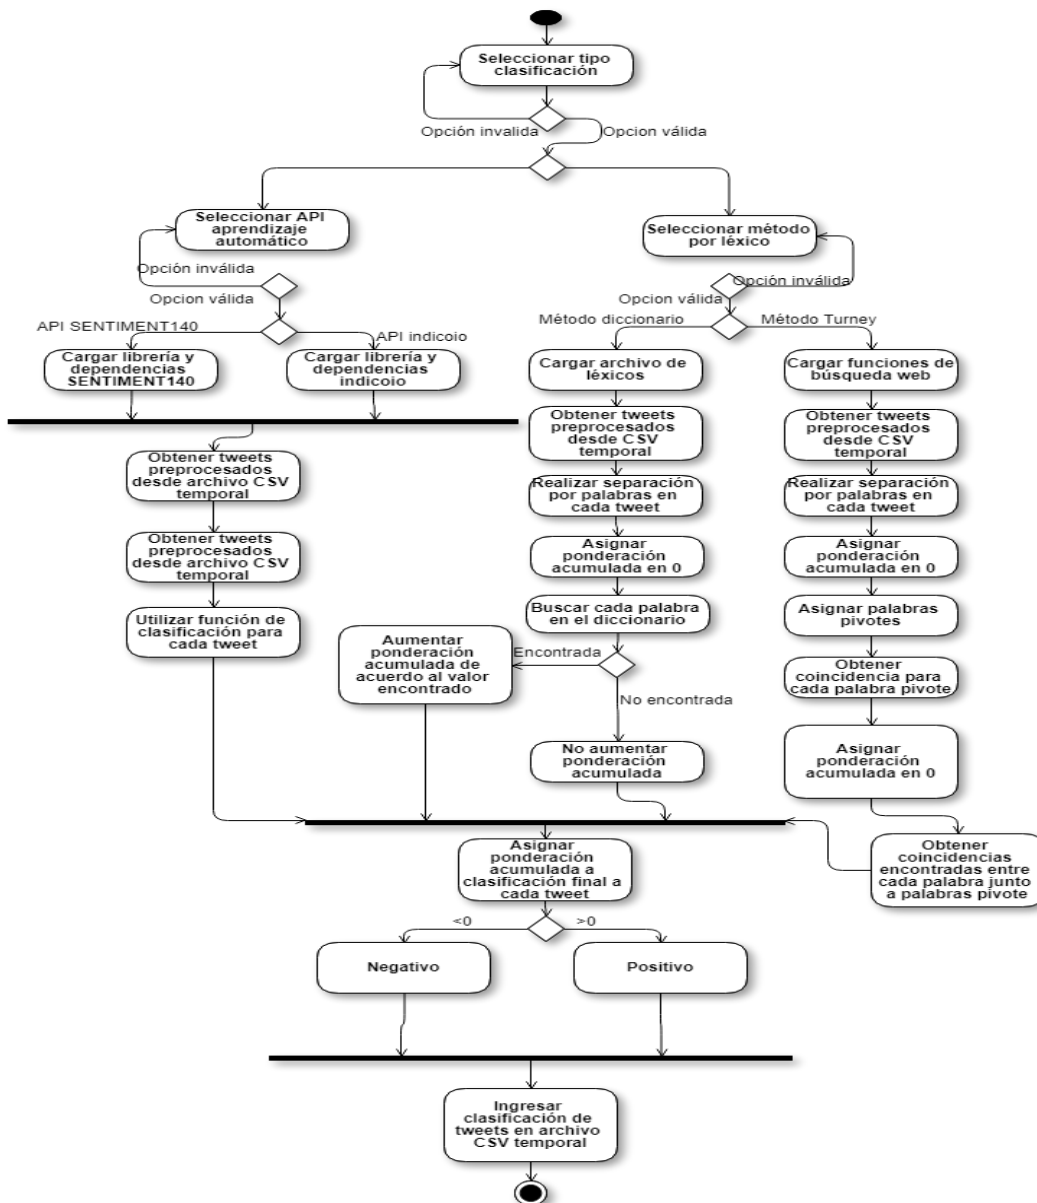 Seleccionar tipo
clasificación
Opción invalida
Opcion válida
Seleccionar API
aprendizaje
automático
Opción inválida
Opcion válida
API SENTIMENT140
API indicoio
Cargar librería y
dependencias
SENTIMENT140
Cargar librería y
dependencias
indicoio
Obtener tweets
preprocesados
desde archivo CSV
temporal
Obtener tweets
preprocesados
desde archivo CSV
temporal
Utilizar función de
clasificación para
cada tweet
Seleccionar método
por léxico
Opción inválida
Opcion válida
Método diccionario
Método Turney
Cargar archivo de
léxicos
Obtener tweets
preprocesados
desde CSV
temporal
Realizar separación
por palabras en
cada tweet
Asignar
ponderación
acumulada en 0
Buscar cada palabra
en el diccionario
Encontrada
Aumentar
ponderación
acumulada de
acuerdo al valor
encontrado
No encontrada
No aumentar
ponderación
acumulada
Cargar funciones de
búsqueda web
Obtener tweets
preprocesados
desde CSV
temporal
Realizar separación
por palabras en
cada tweet
Asignar
ponderación
acumulada en 0
Asignar palabras
pivotes
Obtener
coincidencia para
cada palabra pivote
Asignar
ponderación
acumulada en 0
Obtener
coincidencias
encontradas entre
cada palabra junto
a palabras pivote
Asignar
ponderación
acumulada a
clasificación final a
cada tweet
<0
>0
Negativo
Positivo
Ingresar
clasificación de
tweets en archivo
CSV temporal